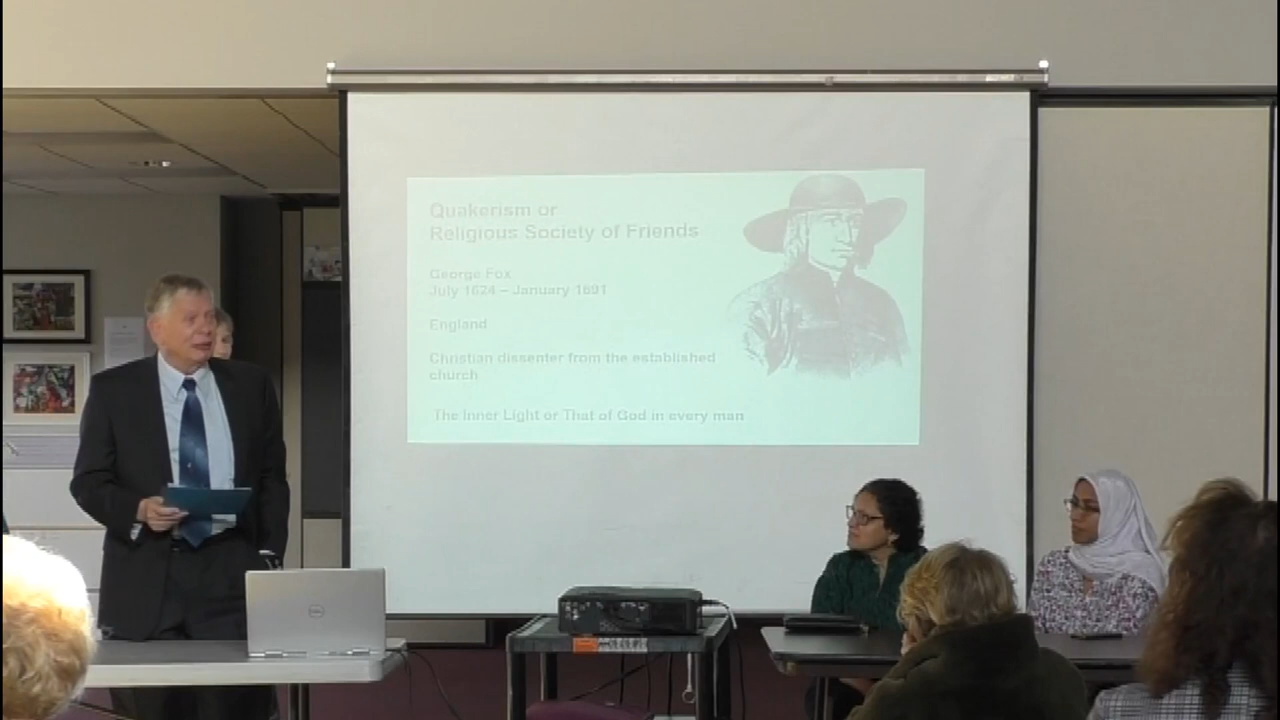 Quakerism or
Religious Society of Friends
George Fox
July 1624 – January 1691
England
Christian dissenter from the established
church
The Inner Light or That of God in every man
DELL